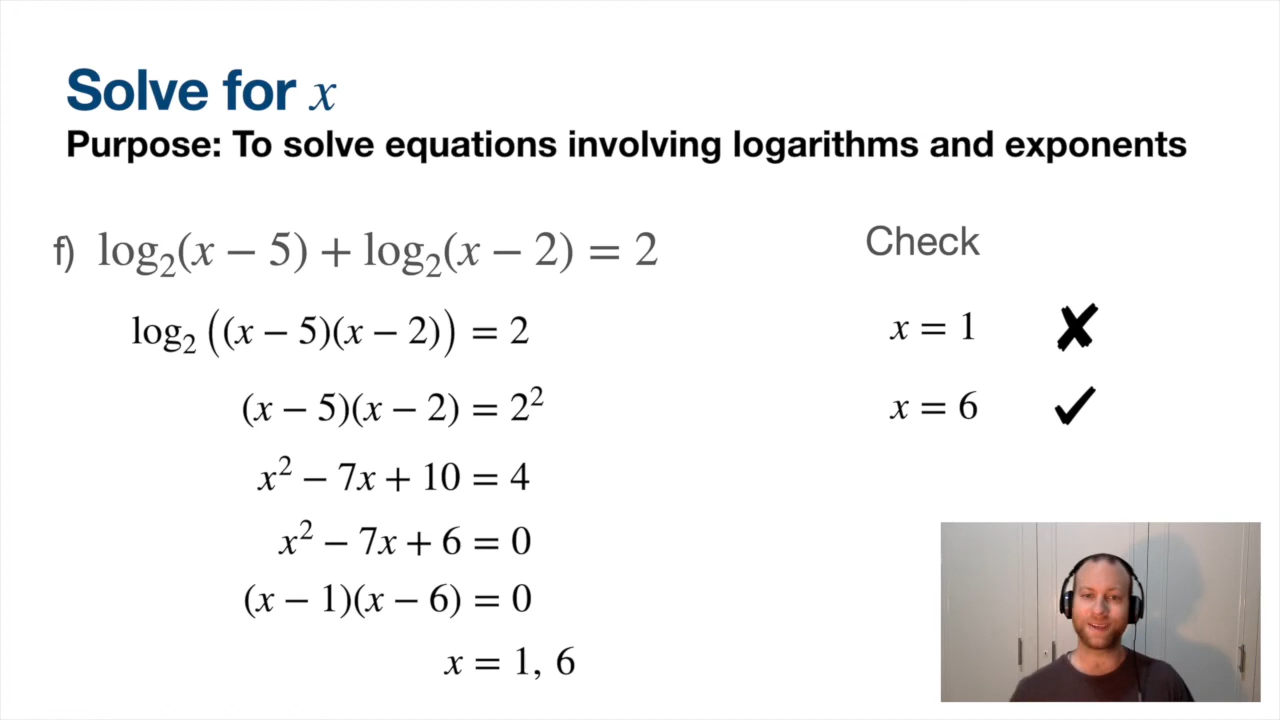 Solve for x
Purpose: To solve equations involving logarithms and exponents
f) log₂(x − 5) + log₂(x − 2) = 2
log₂ ((x − 5)(x − 2)) = 2
(x − 5)(x − 2) = 2²
x² − 7x + 10 = 4
x² − 7x + 6 = 0
(x − 1)(x − 6) = 0
x = 1, 6
Check
x = 1 ✘
x = 6 ✓